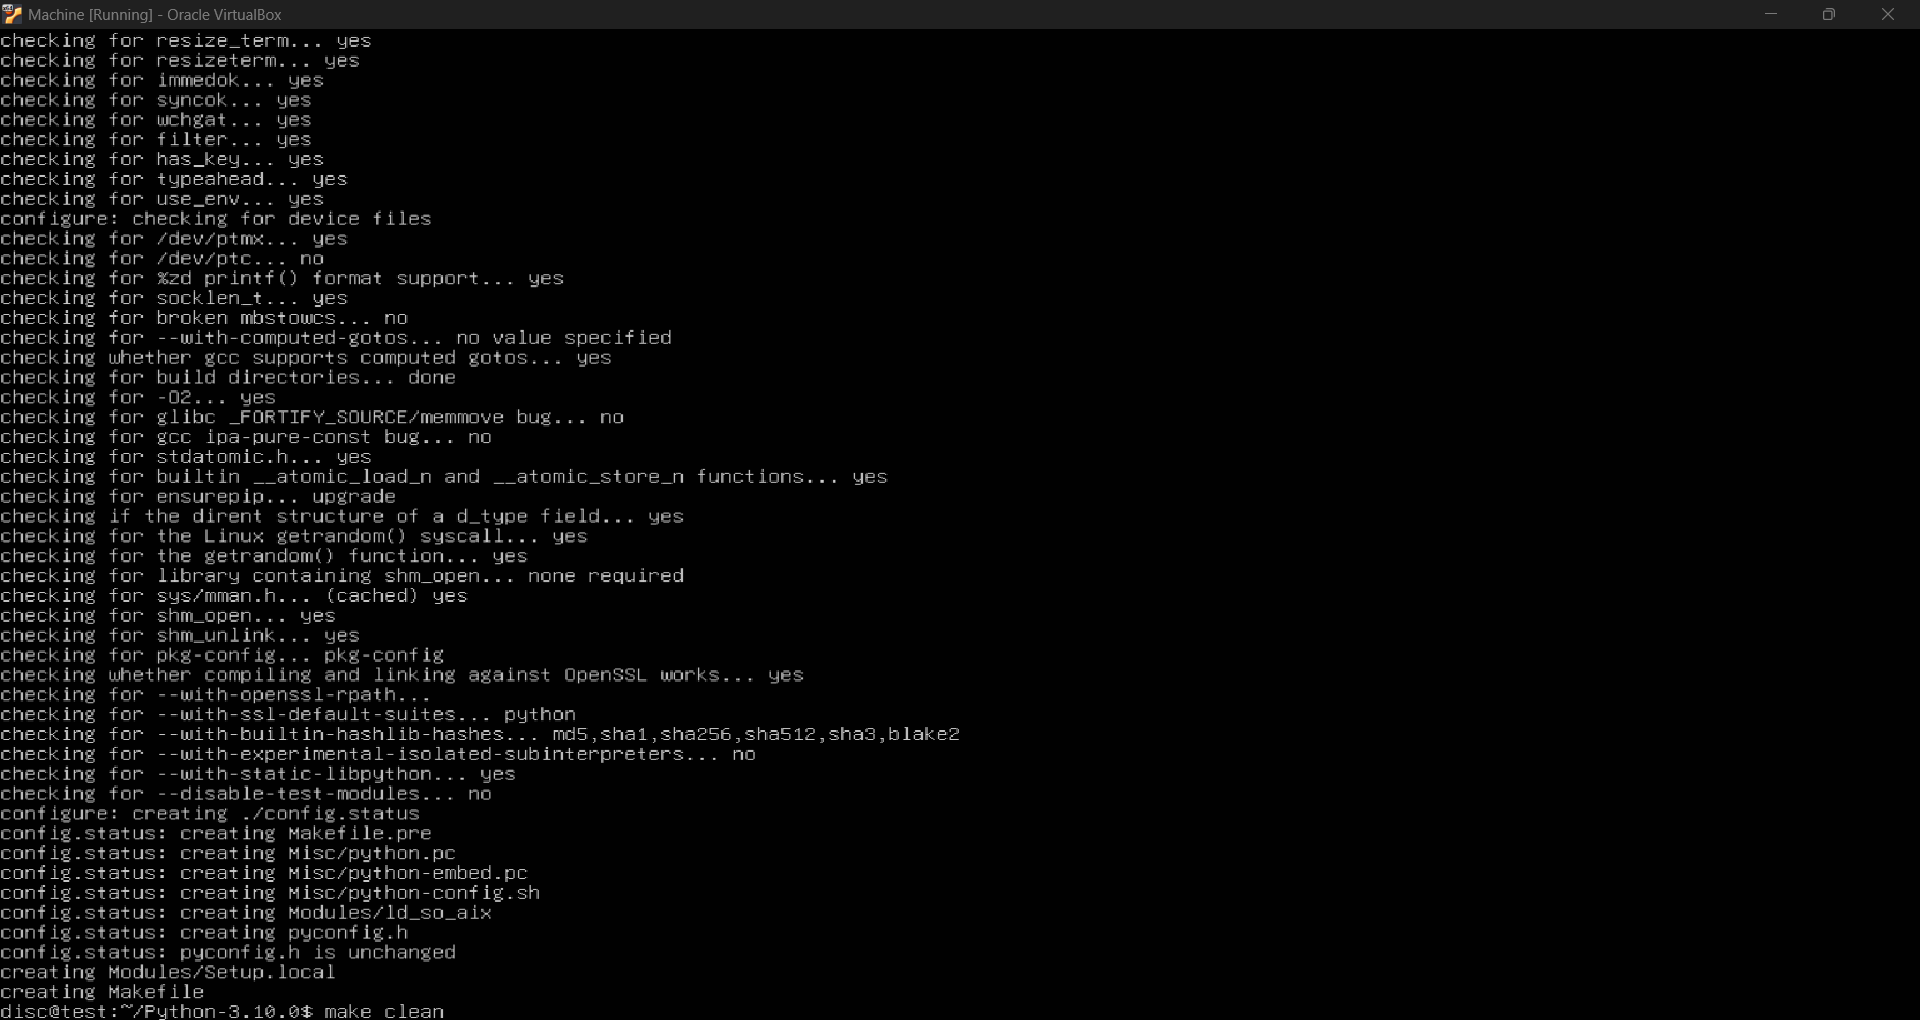 Machine [Running] - Oracle VirtualBox
checking for resize_term... yes
checking for resizeterm... yes
checking for immedok... yes
checking for syncok... yes
checking for wchgat... yes
checking for filter... yes
checking for has_key... yes
checking for typeahead... yes
checking for use_env... yes
configure: checking for device files
checking for /dev/ptmx... yes
checking for /dev/ptc... no
checking for %zd printf() format support... yes
checking for socklen_t... yes
checking for broken mbstowcs... no
checking for --with-computed-gotos... no value specified
checking whether gcc supports computed gotos... yes
checking for build directories... done
checking for -O2... yes
checking for glibc _FORTIFY_SOURCE/memmove bug... no
checking for gcc ipa-pure-const bug... no
checking for stdatomic.h... yes
checking for builtin __atomic_load_n and __atomic_store_n functions... yes
checking for ensurepip... upgrade
checking if the dirent structure of a d_type field... yes
checking for the Linux getrandom() syscall... yes
checking for the getrandom() function... yes
checking for library containing shm_open... none required
checking for sys/mman.h... (cached) yes
checking for shm_open... yes
checking for shm_unlink... yes
checking for pkg-config... pkg-config
checking whether compiling and linking against OpenSSL works... yes
checking for --with-openssl-rpath...
checking for --with-ssl-default-suites... python
checking for --with-builtin-hashlib-hashes... md5,sha1,sha256,sha512,sha3,blake2
checking for --with-experimental-isolated-subinterpreters... no
checking for --with-static-libpython... yes
checking for --disable-test-modules... no
configure: creating ./config.status
config.status: creating Makefile.pre
config.status: creating Misc/python.pc
config.status: creating Misc/python-embed.pc
config.status: creating Misc/python-config.sh
config.status: creating Modules/ld_so_aix
config.status: creating pyconfig.h
config.status: pyconfig.h is unchanged
creating Modules/Setup.local
creating Makefile
disc@test:~/Python-3.10.0$ make clean